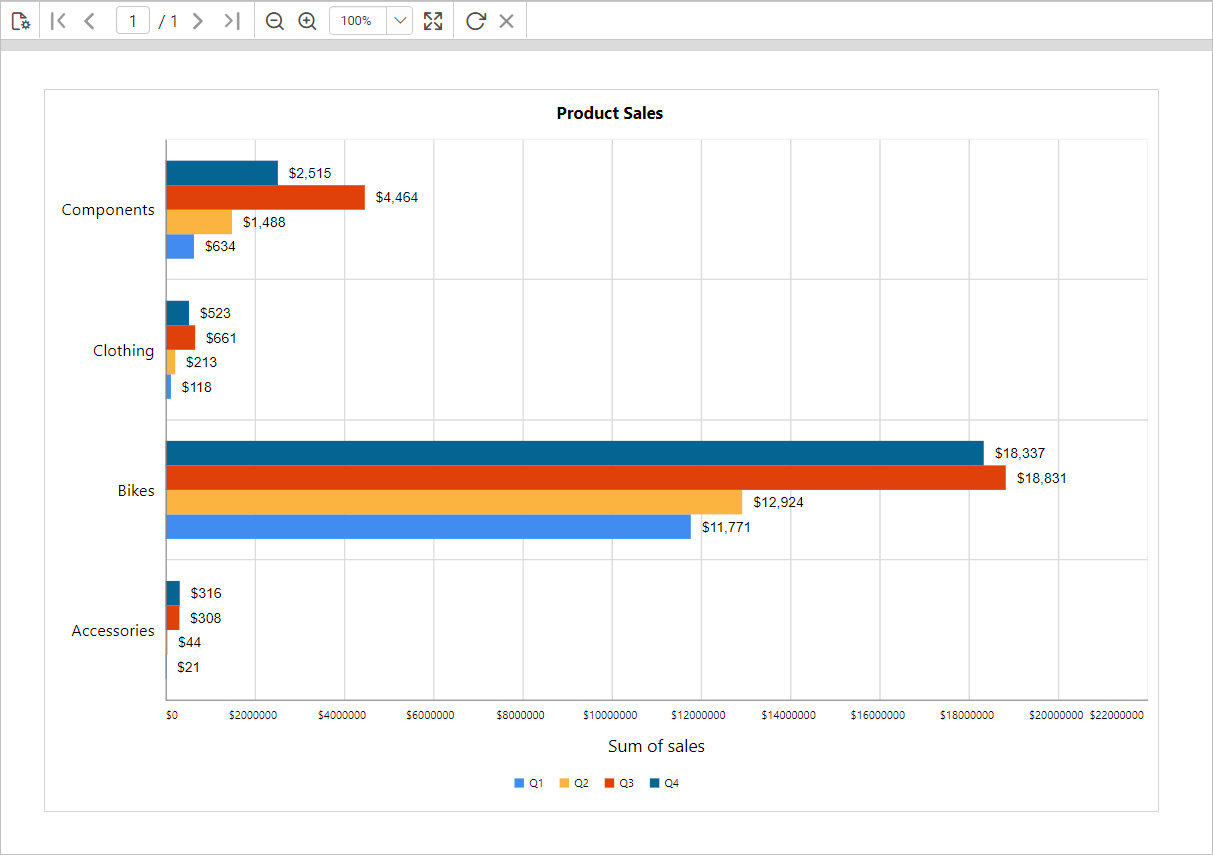 1 / 1 100%
Product Sales
$2,515
$4,464
Components
$1,488
$634
$523
$661
Clothing
$213
$118
$18,337
$18,831
Bikes
$12,924
$11,771
$316
$308
Accessories
$44
$21
$0 $2000000 $4000000 $6000000 $8000000 $10000000 $12000000 $14000000 $16000000 $18000000 $20000000 $22000000
Sum of sales
Q1 Q2 Q3 Q4